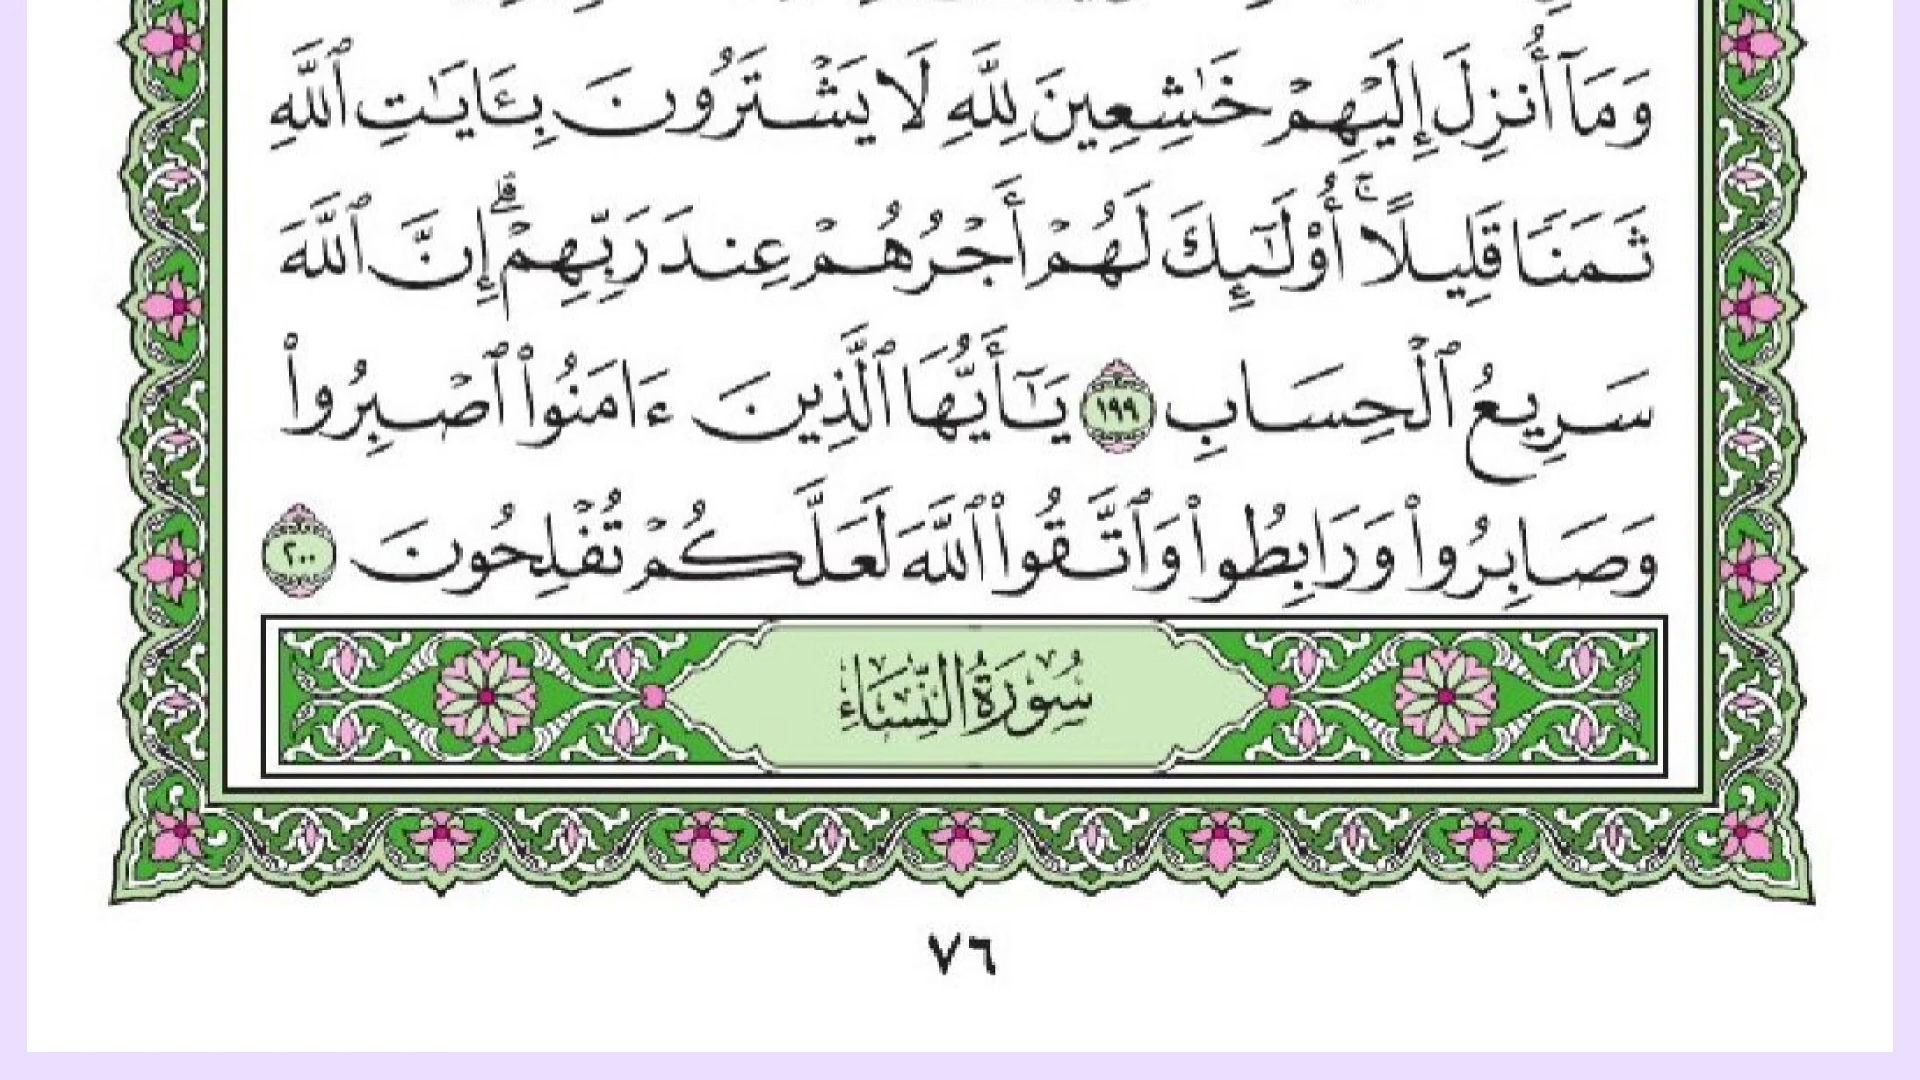 وَمَآ أُنزِلَ إِلَيْهِمْ خَٰشِعِينَ لِلَّهِ لَا يَشْتَرُونَ بِـَٔايَٰتِ ٱللَّهِ
ثَمَنًا قَلِيلًا ۚ أُو۟لَٰٓئِكَ لَهُمْ أَجْرُهُمْ عِندَ رَبِّهِمْ ۗ إِنَّ ٱللَّهَ
سَرِيعُ ٱلْحِسَابِ ١٩٩ يَٰٓأَيُّهَا ٱلَّذِينَ ءَامَنُوا۟ ٱصْبِرُوا۟
وَصَابِرُوا۟ وَرَابِطُوا۟ وَٱتَّقُوا۟ ٱللَّهَ لَعَلَّكُمْ تُفْلِحُونَ ٢٠٠
سُورَةُ النِّسَاءِ
٧٦